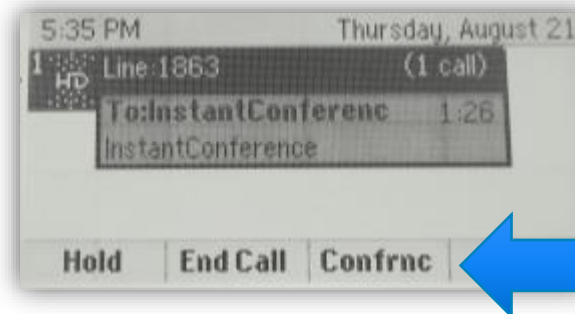 5:35 PM Thursday, August 21
1 HD Line:1863 (1 call)
To:InstantConferenc 1:26
InstantConference
Hold End Call Confrnc